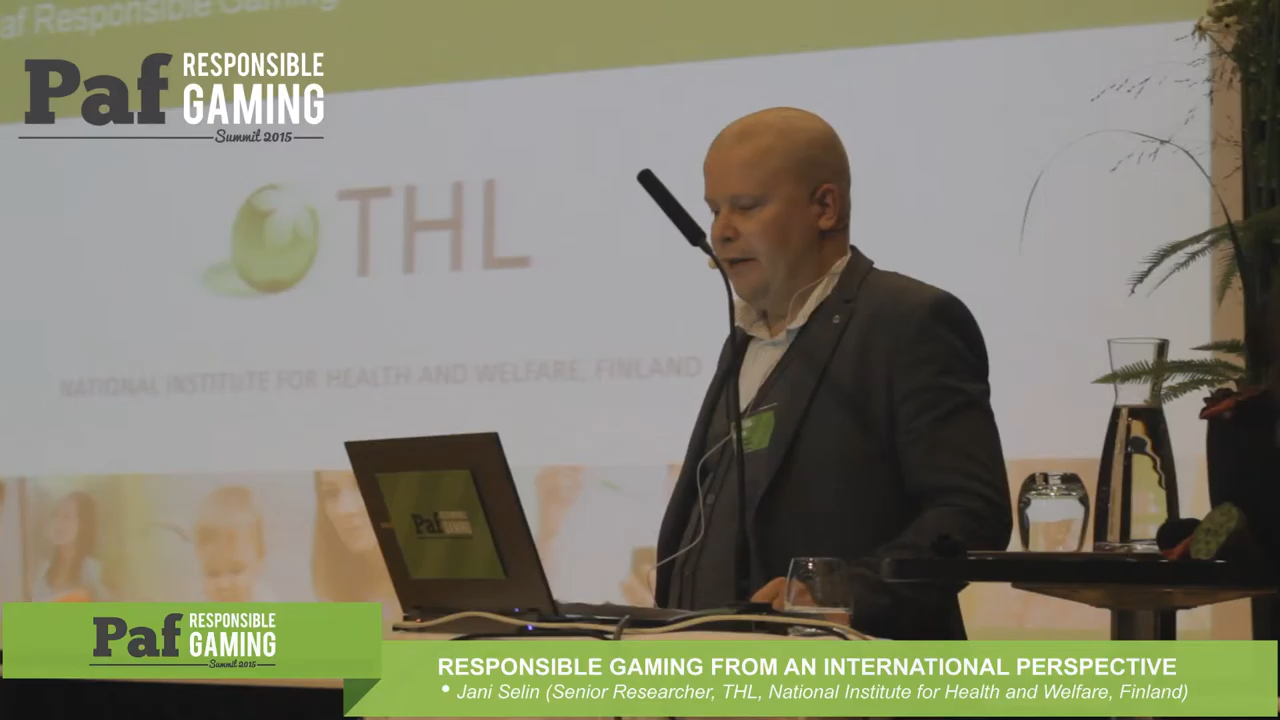 af Responsible Gaming
Paf RESPONSIBLE GAMING
Summit 2015
THL
NATIONAL INSTITUTE FOR HEALTH AND WELFARE, FINLAND
Paf RESPONSIBLE GAMING
Paf RESPONSIBLE GAMING
Summit 2015
RESPONSIBLE GAMING FROM AN INTERNATIONAL PERSPECTIVE
• Jani Selin (Senior Researcher, THL, National Institute for Health and Welfare, Finland)